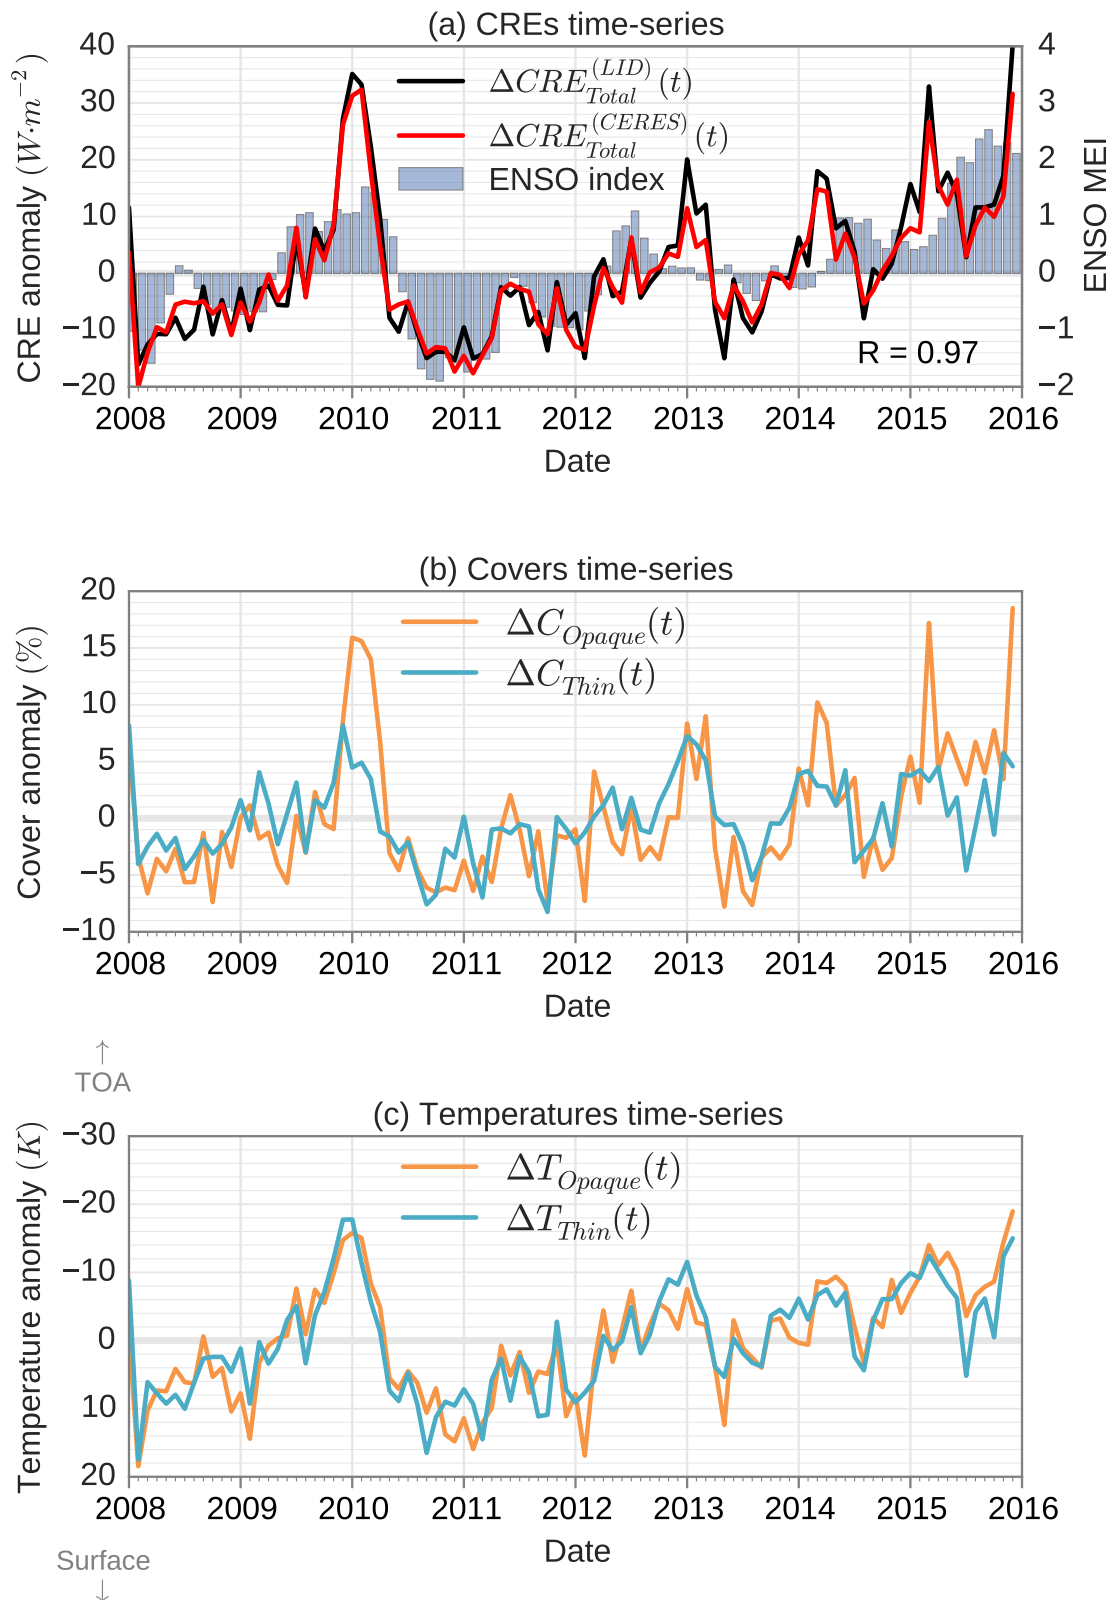 (a) CREs time-series
CRE anomaly (W·m⁻²)
40
30
20
10
0
−10
−20
ΔCRE_Total^(LID)(t)
ΔCRE_Total^(CERES)(t)
ENSO index
R = 0.97
4
3
2
1
0
−1
−2
ENSO MEI
2008 2009 2010 2011 2012 2013 2014 2015 2016
Date
(b) Covers time-series
Cover anomaly (%)
20
15
10
5
0
−5
−10
ΔC_Opaque(t)
ΔC_Thin(t)
2008 2009 2010 2011 2012 2013 2014 2015 2016
Date
↑
TOA
(c) Temperatures time-series
Temperature anomaly (K)
−30
−20
−10
0
10
20
ΔT_Opaque(t)
ΔT_Thin(t)
2008 2009 2010 2011 2012 2013 2014 2015 2016
Date
Surface
↓